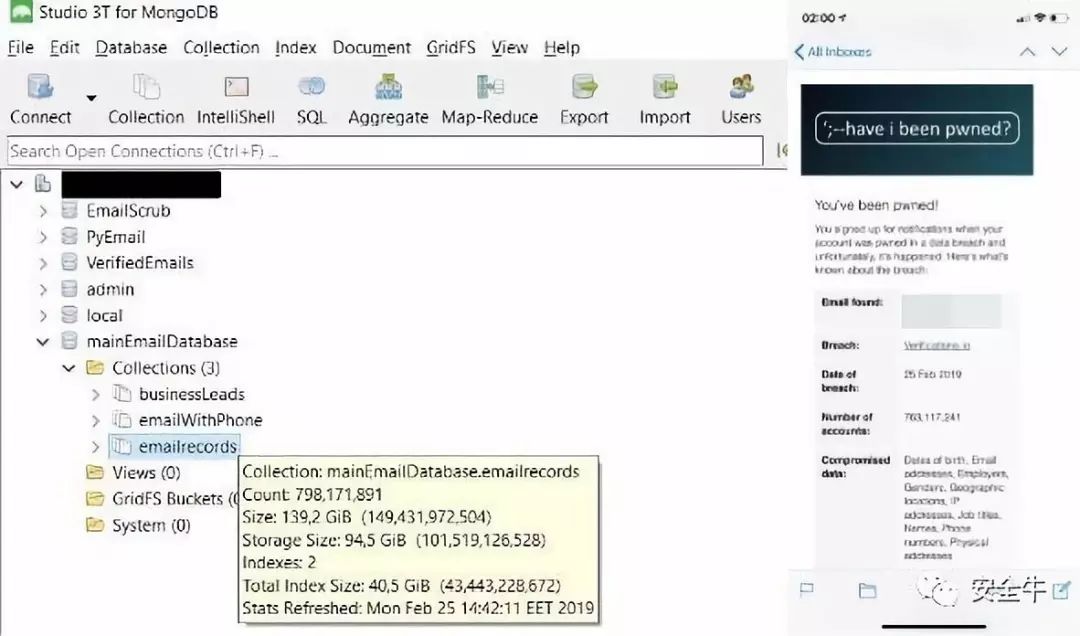 Studio 3T for MongoDB
File Edit Database Collection Index Document GridFS View Help
Connect Collection IntelliShell SQL Aggregate Map-Reduce Export Import Users
Search Open Connections (Ctrl+F) ...
EmailScrub
PyEmail
VerifiedEmails
admin
local
mainEmailDatabase
Collections (3)
businessLeads
emailWithPhone
emailrecords
Views (0)
GridFS Buckets (
System (0)
Collection: mainEmailDatabase.emailrecords
Count: 798,171,891
Size: 139,2 GiB (149,431,972,504)
Storage Size: 94,5 GiB (101,519,126,528)
Indexes: 2
Total Index Size: 40,5 GiB (43,443,228,672)
Stats Refreshed: Mon Feb 25 14:42:11 EET 2019
02:00
All Inboxes
';--have i been pwned?
You've been pwned!
You signed up for notifications when your
account was pwned in a data breach and
unfortunately, it's happened. Here's what's
known about the breach:
Email found:
Breach: Verifications.io
Date of breach: 25 Feb 2019
Number of accounts: 763,117,241
Compromised data: Dates of birth, Email
addresses, Employers,
Genders, Geographic
locations, IP
addresses, Job titles,
Names, Phone
numbers, Physical
addresses
安全牛